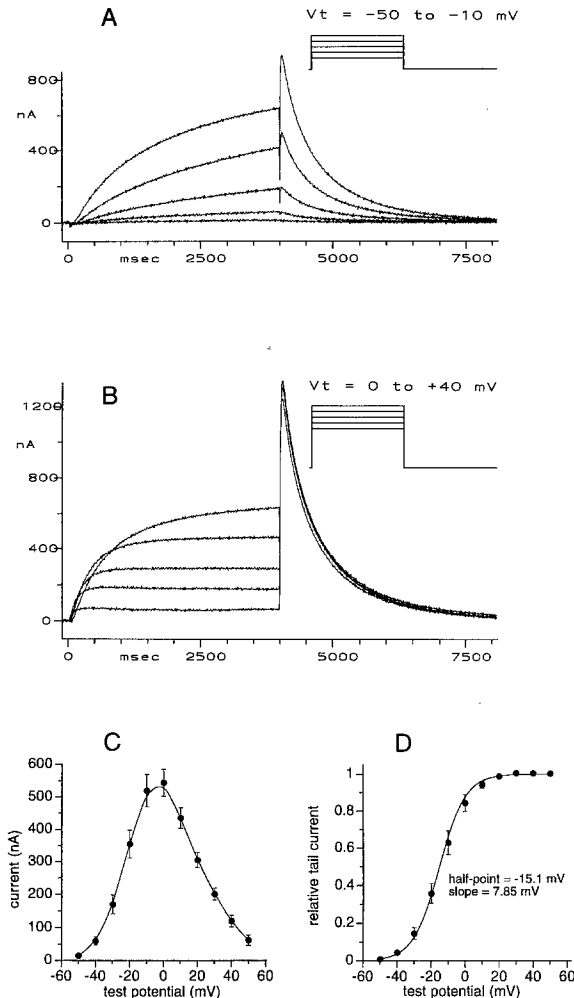 A
Vt = -50 to -10 mV
800
nA
400
0
0 msec 2500 5000 7500
B
Vt = 0 to +40 mV
1200
nA
800
400
0
0 msec 2500 5000 7500
C
600
500
400
300
200
100
0
current (nA)
-60 -40 -20 0 20 40 60
test potential (mV)
D
1
0.8
0.6
0.4
0.2
0
relative tail current
half-point = -15.1 mV
slope = 7.85 mV
-60 -40 -20 0 20 40 60
test potential (mV)